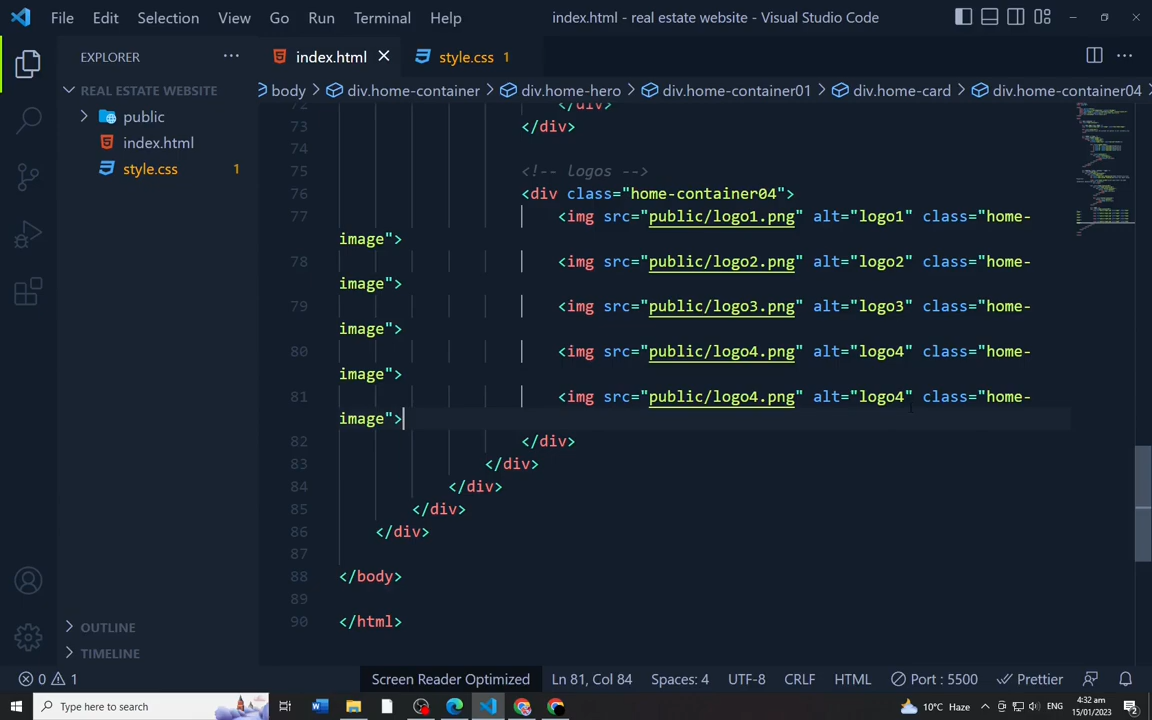 File Edit Selection View Go Run Terminal Help index.html - real estate website - Visual Studio Code
EXPLORER ··· index.html style.css 1
REAL ESTATE WEBSITE body > div.home-container > div.home-hero > div.home-container01 > div.home-card > div.home-container04 >
public
index.html
style.css 1
72 </div>
73 </div>
74
75 <!-- logos -->
76 <div class="home-container04">
77 <img src="public/logo1.png" alt="logo1" class="home-
image">
78 <img src="public/logo2.png" alt="logo2" class="home-
image">
79 <img src="public/logo3.png" alt="logo3" class="home-
image">
80 <img src="public/logo4.png" alt="logo4" class="home-
image">
81 <img src="public/logo4.png" alt="logo4" class="home-
image">
82 </div>
83 </div>
84 </div>
85 </div>
86 </div>
87
88 </body>
89
90 </html>
OUTLINE
TIMELINE
0 1 Screen Reader Optimized Ln 81, Col 84 Spaces: 4 UTF-8 CRLF HTML Port : 5500 Prettier
Type here to search 10°C Haze ENG 4:32 am
15/01/2023 2